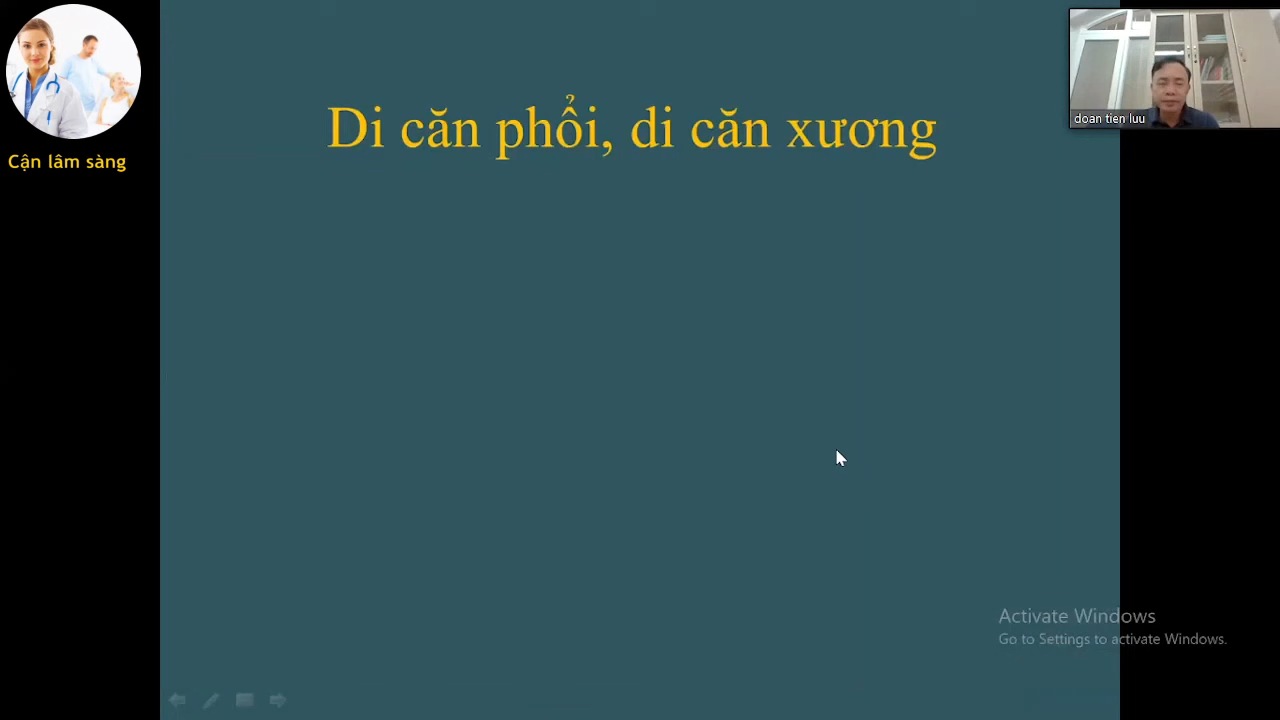 Di căn phổi, di căn xương
doan tien luu
Cận lâm sàng
Activate Windows
Go to Settings to activate Windows.